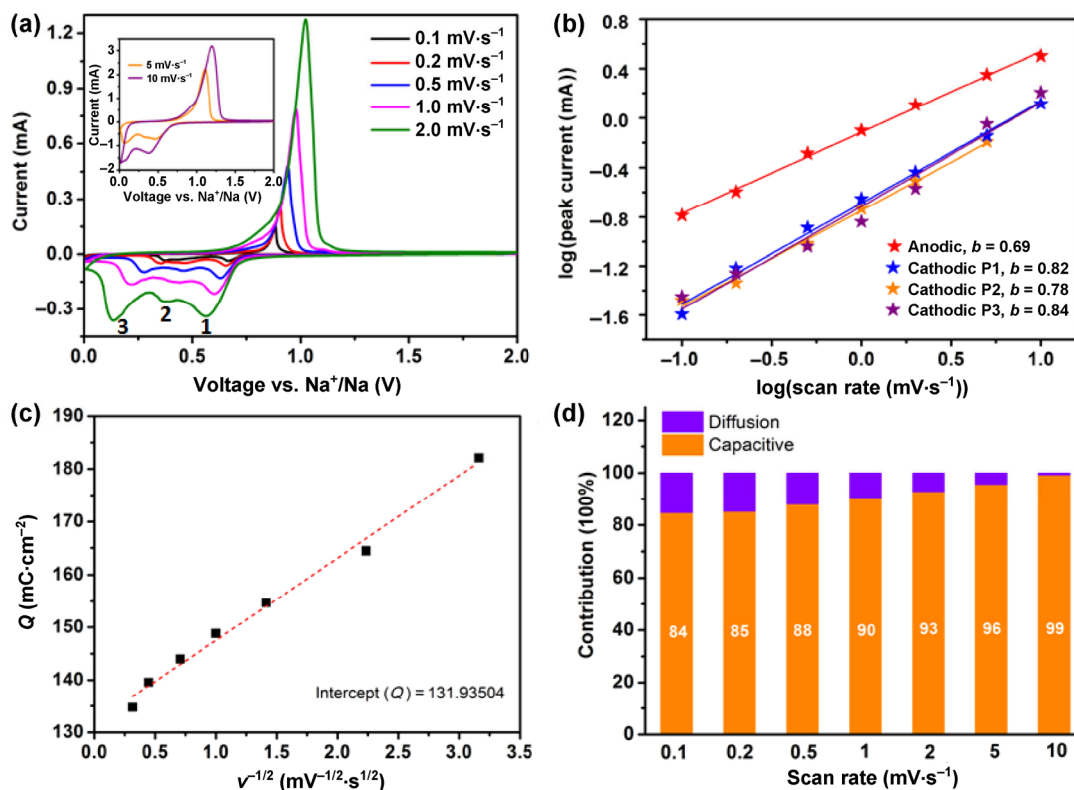 (a)
Current (mA)
1.2
0.9
0.6
0.3
0.0
−0.3
0.0
0.5
1.0
1.5
2.0
Voltage vs. Na⁺/Na (V)
0.1 mV·s⁻¹
0.2 mV·s⁻¹
0.5 mV·s⁻¹
1.0 mV·s⁻¹
2.0 mV·s⁻¹
3
2
1
Current (mA)
3
2
1
0
−1
−2
0.0
0.5
1.0
1.5
2.0
Voltage vs. Na⁺/Na (V)
5 mV·s⁻¹
10 mV·s⁻¹
(b)
log(peak current (mA))
0.8
0.4
0.0
−0.4
−0.8
−1.2
−1.6
−1.0
−0.5
0.0
0.5
1.0
log(scan rate (mV·s⁻¹))
Anodic, b = 0.69
Cathodic P1, b = 0.82
Cathodic P2, b = 0.78
Cathodic P3, b = 0.84
(c)
Q (mC·cm⁻²)
190
180
170
160
150
140
130
0.0
0.5
1.0
1.5
2.0
2.5
3.0
3.5
v⁻¹/² (mV⁻¹/²·s¹/²)
Intercept (Q) = 131.93504
(d)
Contribution (100%)
120
100
80
60
40
20
0
Diffusion
Capacitive
84
85
88
90
93
96
99
0.1
0.2
0.5
1
2
5
10
Scan rate (mV·s⁻¹)